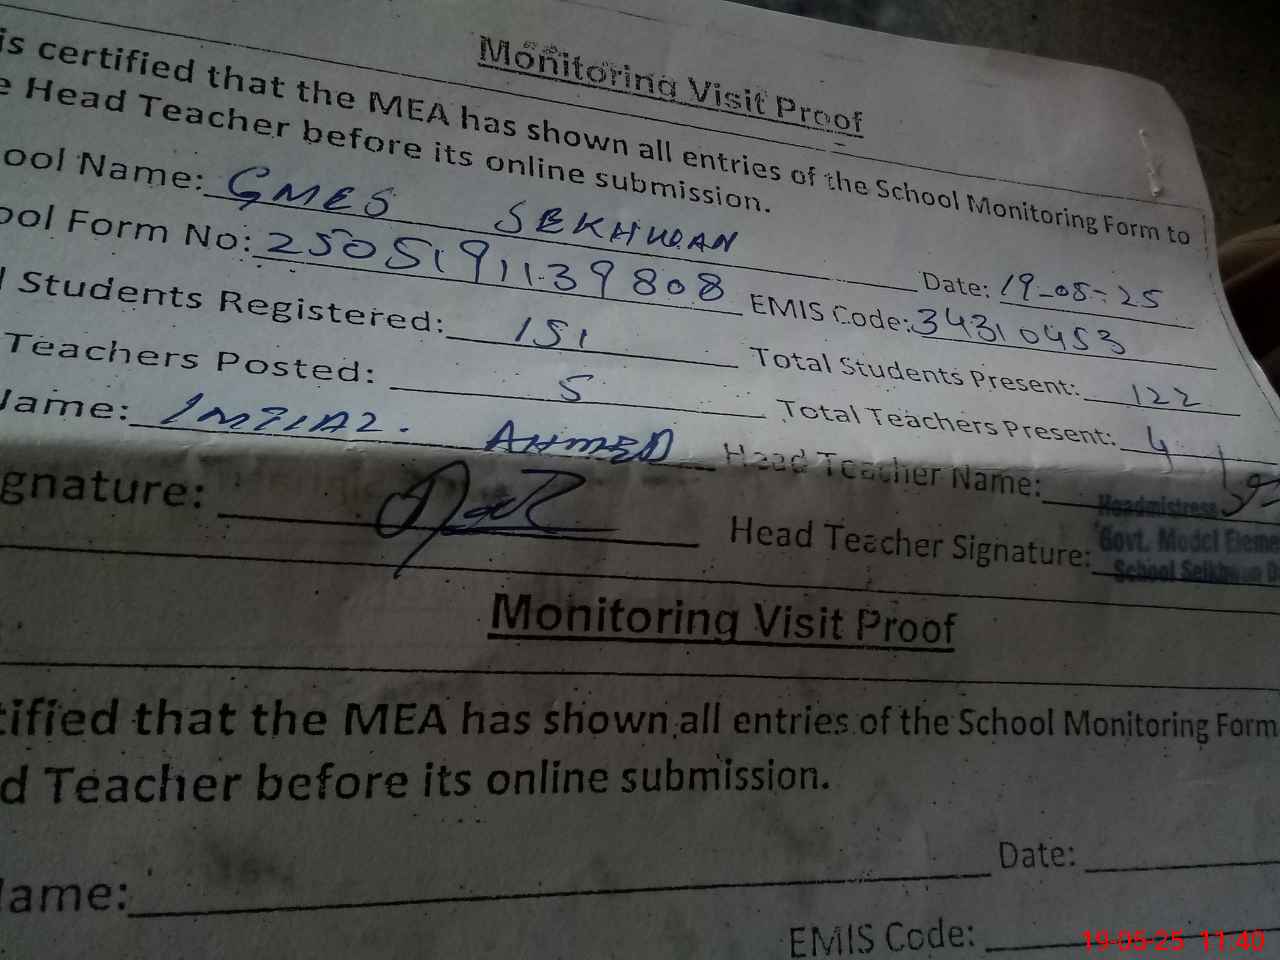 Monitoring Visit Proof
is certified that the MEA has shown all entries of the School Monitoring Form to
e Head Teacher before its online submission.
ool Name: GMES SEKHWAN Date: 19-05-25
ool Form No: 2505191139808 EMIS Code: 34310453
l Students Registered: 151 Total Students Present: 122
Teachers Posted: 5 Total Teachers Present: 4
Name: IMTIAZ. AHMED Head Teacher Name:
gnature: Head Teacher Signature:
Headmistress
Govt. Model Eleme
School
Monitoring Visit Proof
tified that the MEA has shown all entries of the School Monitoring Form
d Teacher before its online submission.
Date:
Name:
EMIS Code:
19-05-25 11:40